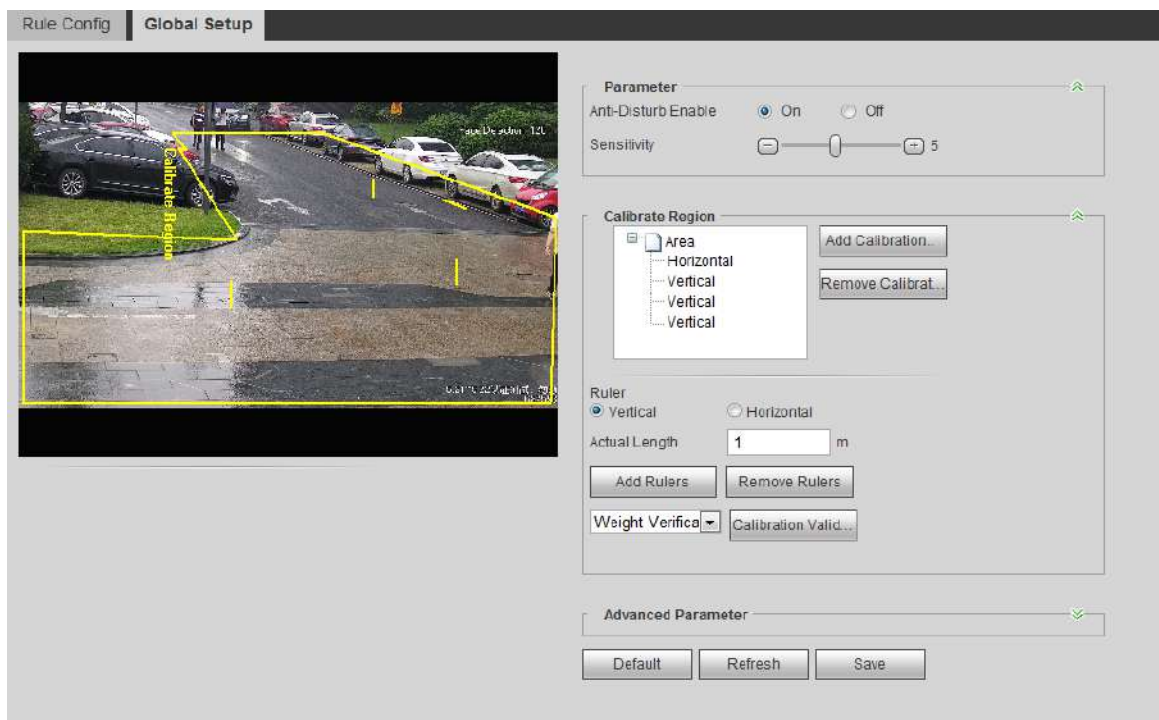 Rule Config
Global Setup
Calibrate Region
Parameter
Anti-Disturb Enable
On
Off
Sensitivity
5
Calibrate Region
Area
Horizontal
Vertical
Vertical
Vertical
Add Calibration..
Remove Calibrat...
Ruler
Vertical
Horizontal
Actual Length
1
m
Add Rulers
Remove Rulers
Weight Verifica
Calibration Valid...
Advanced Parameter
Default
Refresh
Save